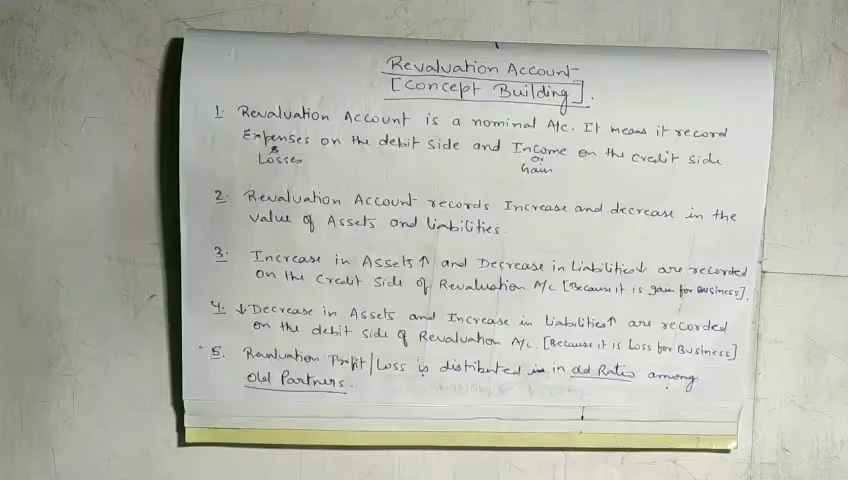 Revaluation Account
[Concept Building].
1. Revaluation Account is a nominal A/c. It means it record
Expenses on the debit side and Income on the credit side
& Losses
or Gain
2. Revaluation Account records Increase and decrease in the
value of Assets and liabilities.
3. Increase in Assets↑ and Decrease in Liabilities↓ are recorded
on the Credit side of Revaluation A/c [Because it is gain for Business].
4. ↓Decrease in Assets and Increase in liabilities↑ are recorded
on the debit side of Revaluation A/c. [Because it is Loss for Business]
5. Revaluation Profit/Loss is distributed in in old Ratio among
Old Partners.